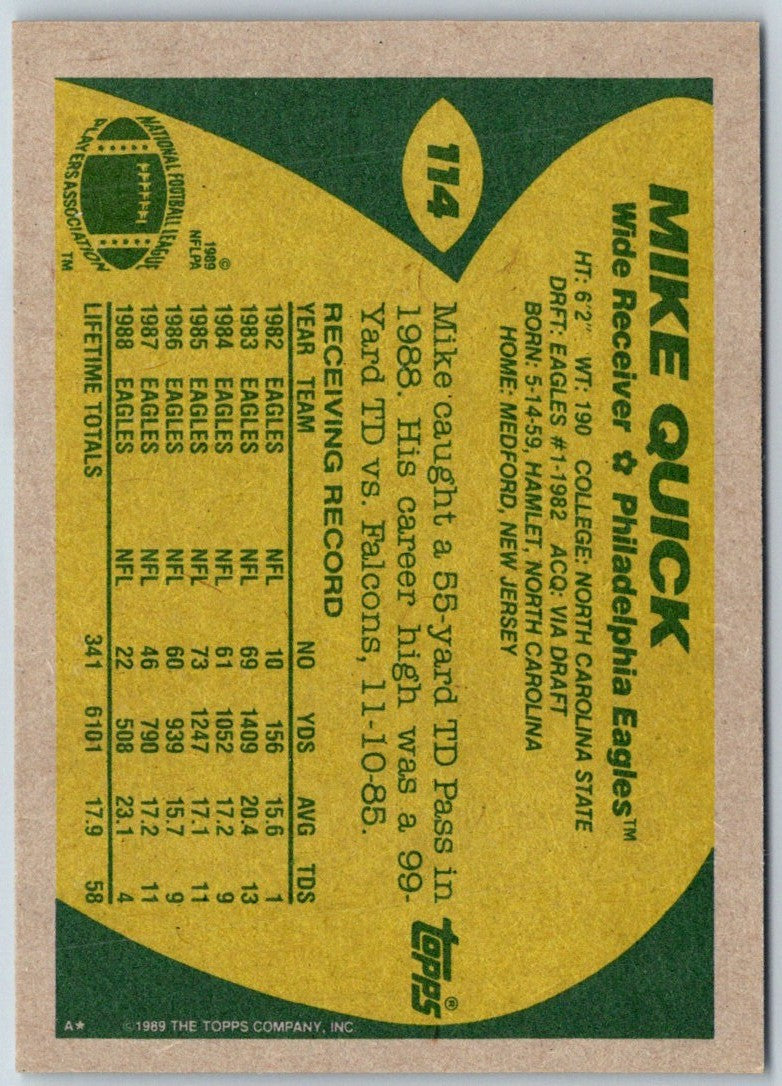 114
MIKE QUICK
Wide Receiver ✿ Philadelphia Eagles™
HT: 6'2" WT: 190 COLLEGE: NORTH CAROLINA STATE
DRFT: EAGLES #1-1982 ACQ: VIA DRAFT
BORN: 5-14-59, HAMLET, NORTH CAROLINA
HOME: MEDFORD, NEW JERSEY
Mike caught a 55-yard TD Pass in
1988. His career high was a 99-
Yard TD vs. Falcons, 11-10-85.
topps®
RECEIVING RECORD
YEAR TEAM NO YDS AVG TDS
1982 EAGLES NFL 10 156 15.6 1
1983 EAGLES NFL 69 1409 20.4 13
1984 EAGLES NFL 61 1052 17.2 9
1985 EAGLES NFL 73 1247 17.1 11
1986 EAGLES NFL 60 939 15.7 9
1987 EAGLES NFL 46 790 17.2 11
1988 EAGLES NFL 22 508 23.1 4
LIFETIME TOTALS 341 6101 17.9 58
NATIONAL FOOTBALL LEAGUE
PLAYERS ASSOCIATION
TM
©
1989
NFLPA
A★ ©1989 THE TOPPS COMPANY, INC.